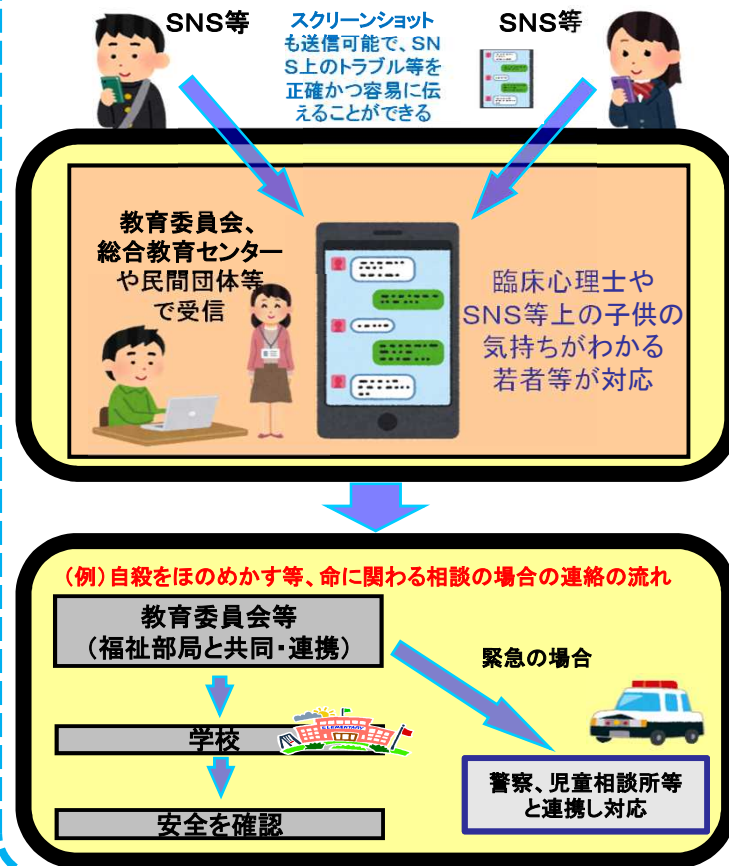 SNS等
スクリーンショット
も送信可能で、SN
S上のトラブル等を
正確かつ容易に伝
えることができる
SNS等
教育委員会、
総合教育センター
や民間団体等
で受信
臨床心理士や
SNS等上の子供の
気持ちがわかる
若者等が対応
(例)自殺をほのめかす等、命に関わる相談の場合の連絡の流れ
教育委員会等
(福祉部局と共同・連携)
緊急の場合
学校
ELEMENTARY
警察、児童相談所等
と連携し対応
安全を確認